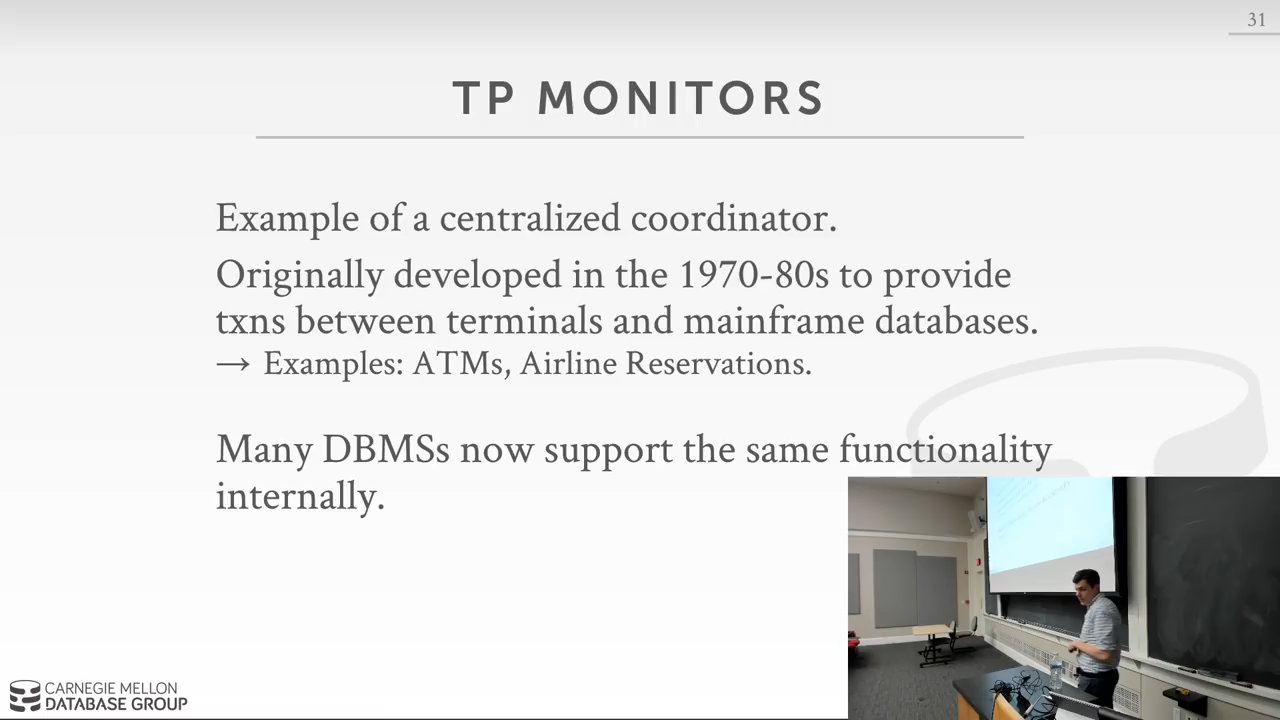 31
TP MONITORS
Example of a centralized coordinator.
Originally developed in the 1970-80s to provide
txns between terminals and mainframe databases.
→ Examples: ATMs, Airline Reservations.
Many DBMSs now support the same functionality
internally.
CARNEGIE MELLON
DATABASE GROUP